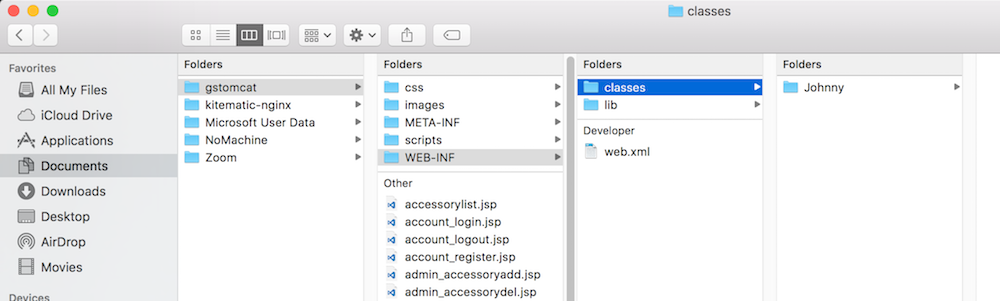 classes
Favorites
All My Files
iCloud Drive
Applications
Documents
Downloads
Desktop
AirDrop
Movies
Devices
Folders
gstomcat
kitematic-nginx
Microsoft User Data
NoMachine
Zoom
Folders
css
images
META-INF
scripts
WEB-INF
Other
accessorylist.jsp
account_login.jsp
account_logout.jsp
account_register.jsp
admin_accessoryadd.jsp
admin_accessorydel.jsp
Folders
classes
lib
Developer
web.xml
Folders
Johnny